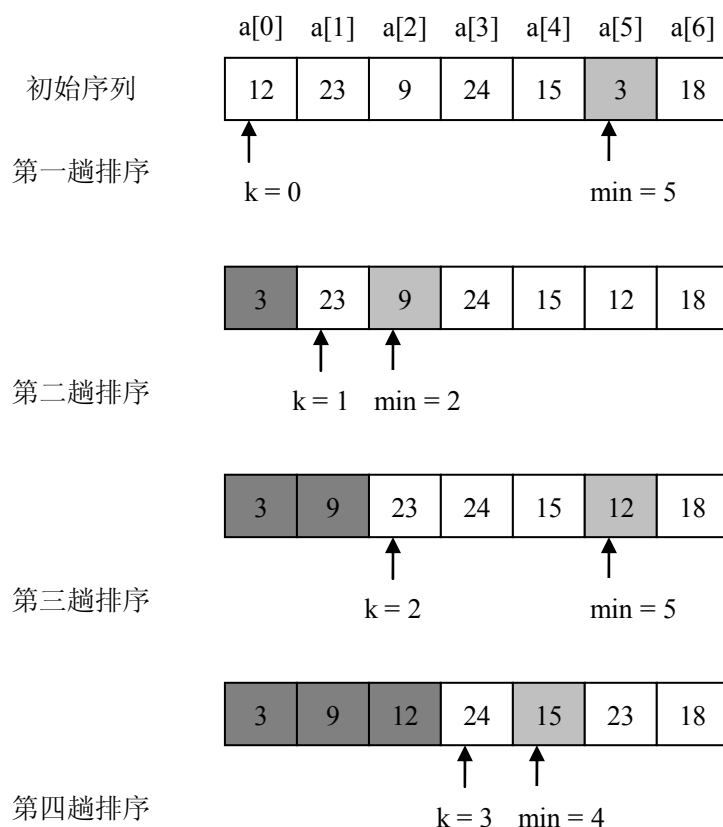 a[0] a[1] a[2] a[3] a[4] a[5] a[6]
初始序列 12 23 9 24 15 3 18
第一趟排序
k = 0 min = 5
3 23 9 24 15 12 18
第二趟排序
k = 1 min = 2
3 9 23 24 15 12 18
第三趟排序
k = 2 min = 5
3 9 12 24 15 23 18
第四趟排序
k = 3 min = 4